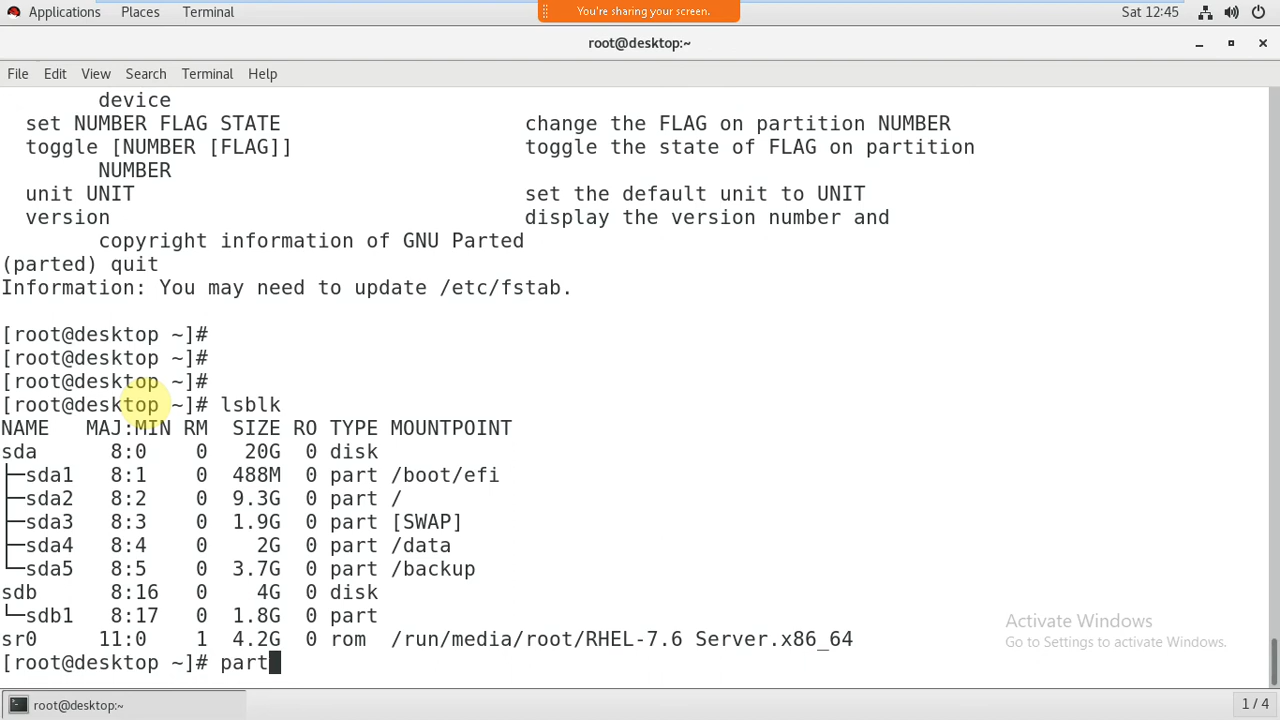 Applications Places Terminal
You're sharing your screen.
Sat 12:45
root@desktop:~
File Edit View Search Terminal Help
device
set NUMBER FLAG STATE change the FLAG on partition NUMBER
toggle [NUMBER [FLAG]] toggle the state of FLAG on partition
NUMBER
unit UNIT set the default unit to UNIT
version display the version number and
copyright information of GNU Parted
(parted) quit
Information: You may need to update /etc/fstab.
[root@desktop ~]#
[root@desktop ~]#
[root@desktop ~]#
[root@desktop ~]# lsblk
NAME MAJ:MIN RM SIZE RO TYPE MOUNTPOINT
sda 8:0 0 20G 0 disk
├─sda1 8:1 0 488M 0 part /boot/efi
├─sda2 8:2 0 9.3G 0 part /
├─sda3 8:3 0 1.9G 0 part [SWAP]
├─sda4 8:4 0 2G 0 part /data
└─sda5 8:5 0 3.7G 0 part /backup
sdb 8:16 0 4G 0 disk
└─sdb1 8:17 0 1.8G 0 part
sr0 11:0 1 4.2G 0 rom /run/media/root/RHEL-7.6 Server.x86_64
[root@desktop ~]# part
Activate Windows
Go to Settings to activate Windows.
root@desktop:~
1 / 4